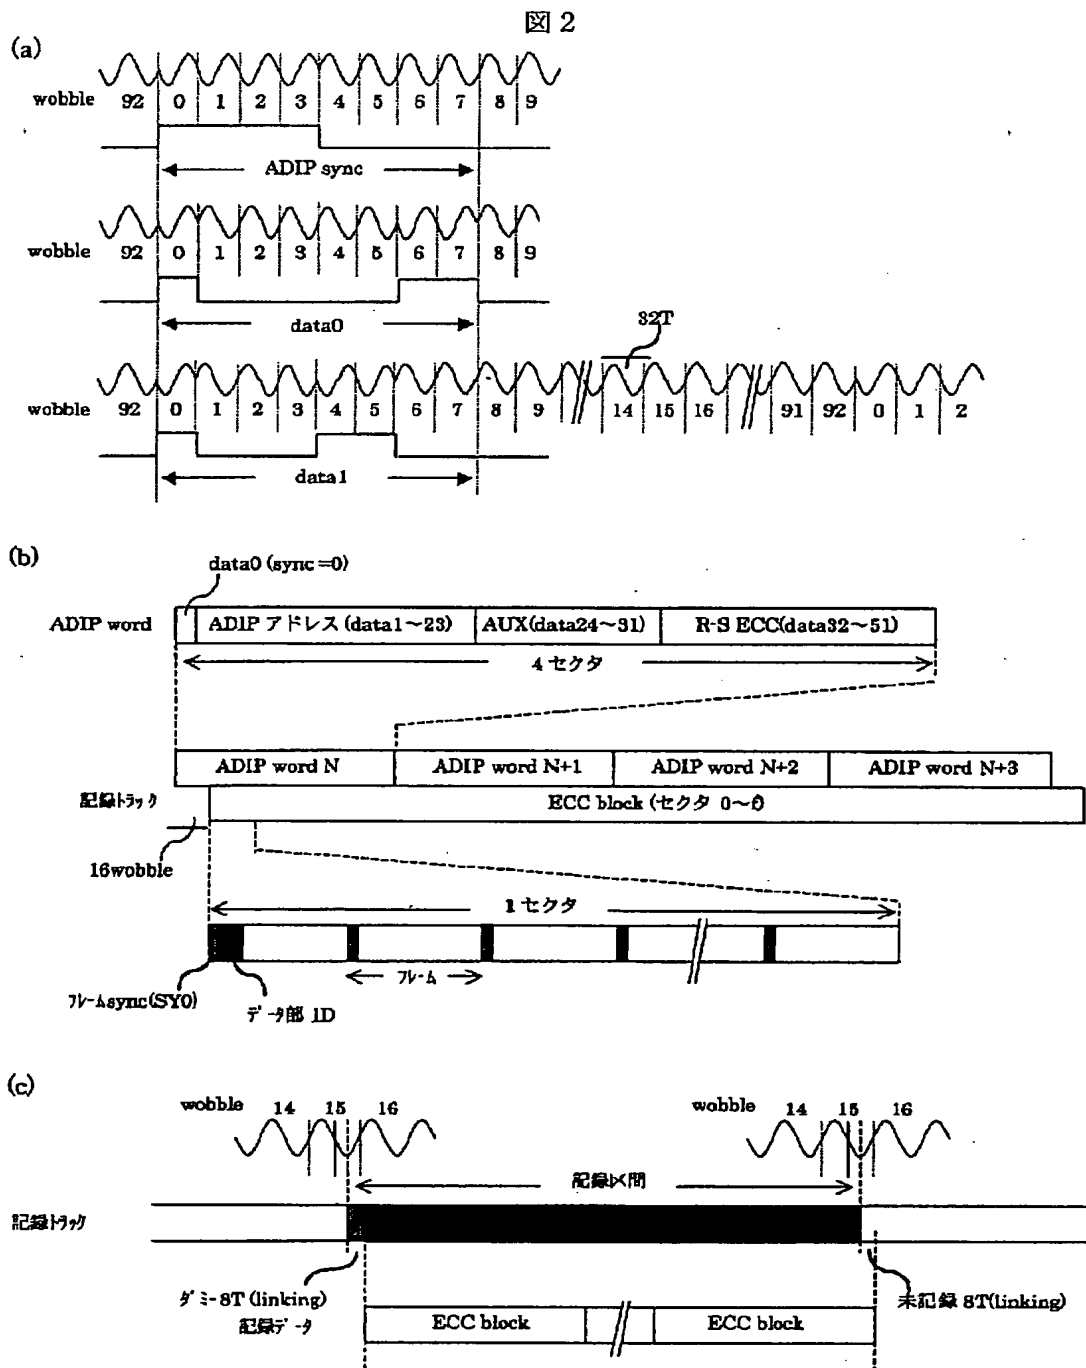 図 2
(a)
wobble 92 0 1 2 3 4 5 6 7 8 9
ADIP sync
wobble 92 0 1 2 3 4 5 6 7 8 9
data0
32T
wobble 92 0 1 2 3 4 5 6 7 8 9 14 15 16 91 92 0 1 2
data1
(b)
data0 (sync=0)
ADIP word ADIP アドレス (data1~23) AUX(data24~31) R-S ECC(data32~51)
4 セクタ
ADIP word N ADIP word N+1 ADIP word N+2 ADIP word N+3
記録トラック ECC block (セクタ 0~f)
16wobble
1 セクタ
フレーム
フレームsync(SY0)
データ部 ID
(c)
wobble 14 15 16 wobble 14 15 16
記録区間
記録トラック
ダミー8T (linking) 未記録 8T(linking)
記録データ ECC block ECC block